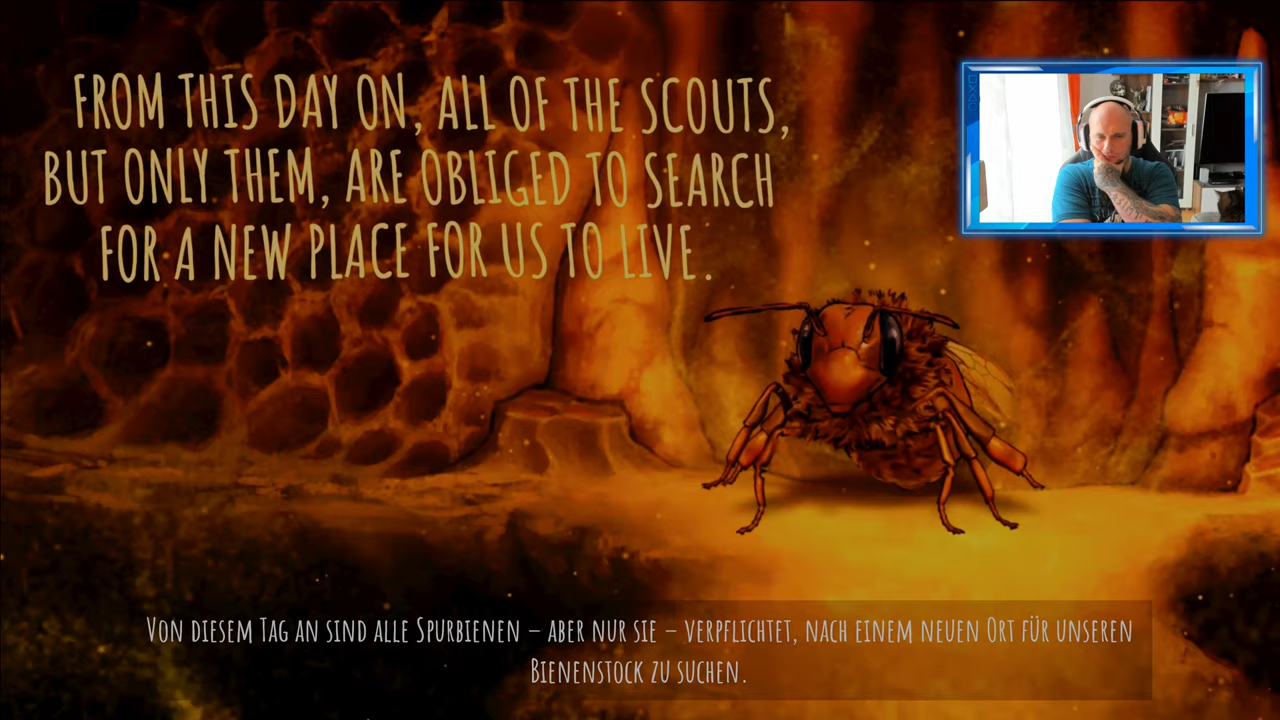 FROM THIS DAY ON, ALL OF THE SCOUTS,
BUT ONLY THEM, ARE OBLIGED TO SEARCH
FOR A NEW PLACE FOR US TO LIVE.
VON DIESEM TAG AN SIND ALLE SPURBIENEN – ABER NUR SIE – VERPFLICHTET, NACH EINEM NEUEN ORT FÜR UNSEREN
BIENENSTOCK ZU SUCHEN.